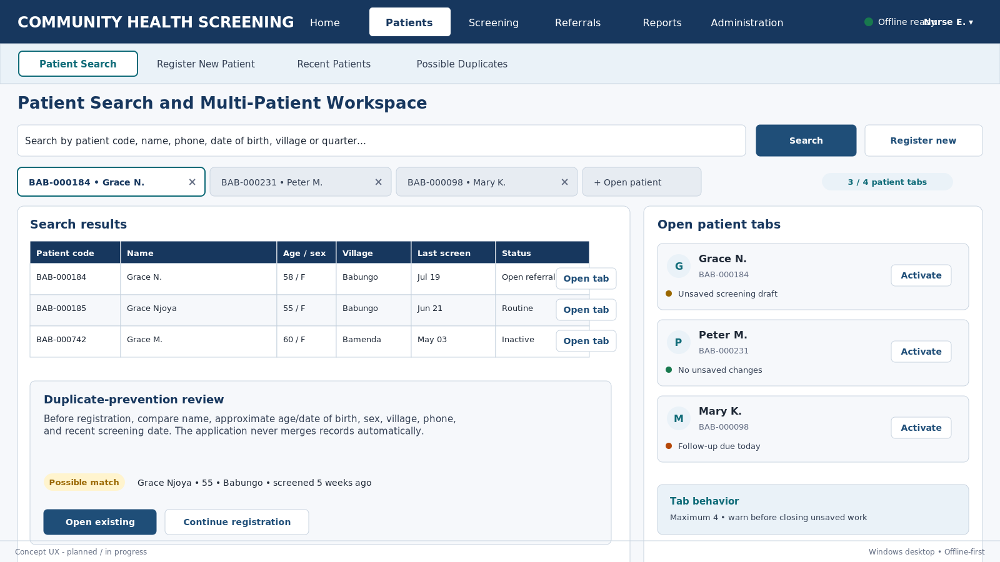 COMMUNITY HEALTH SCREENING Home Patients Screening Referrals Reports Administration Offline ready Nurse E. ▾
Patient Search Register New Patient Recent Patients Possible Duplicates
Patient Search and Multi-Patient Workspace
Search by patient code, name, phone, date of birth, village or quarter... Search Register new
BAB-000184 • Grace N. × BAB-000231 • Peter M. × BAB-000098 • Mary K. × + Open patient 3 / 4 patient tabs
Search results
Patient code Name Age / sex Village Last screen Status
BAB-000184 Grace N. 58 / F Babungo Jul 19 Open referral Open tab
BAB-000185 Grace Njoya 55 / F Babungo Jun 21 Routine Open tab
BAB-000742 Grace M. 60 / F Bamenda May 03 Inactive Open tab
Duplicate-prevention review
Before registration, compare name, approximate age/date of birth, sex, village, phone,
and recent screening date. The application never merges records automatically.
Possible match Grace Njoya • 55 • Babungo • screened 5 weeks ago
Open existing Continue registration
Open patient tabs
G Grace N.
BAB-000184
Activate
Unsaved screening draft
P Peter M.
BAB-000231
Activate
No unsaved changes
M Mary K.
BAB-000098
Activate
Follow-up due today
Tab behavior
Maximum 4 • warn before closing unsaved work
Concept UX - planned / in progress Windows desktop • Offline-first